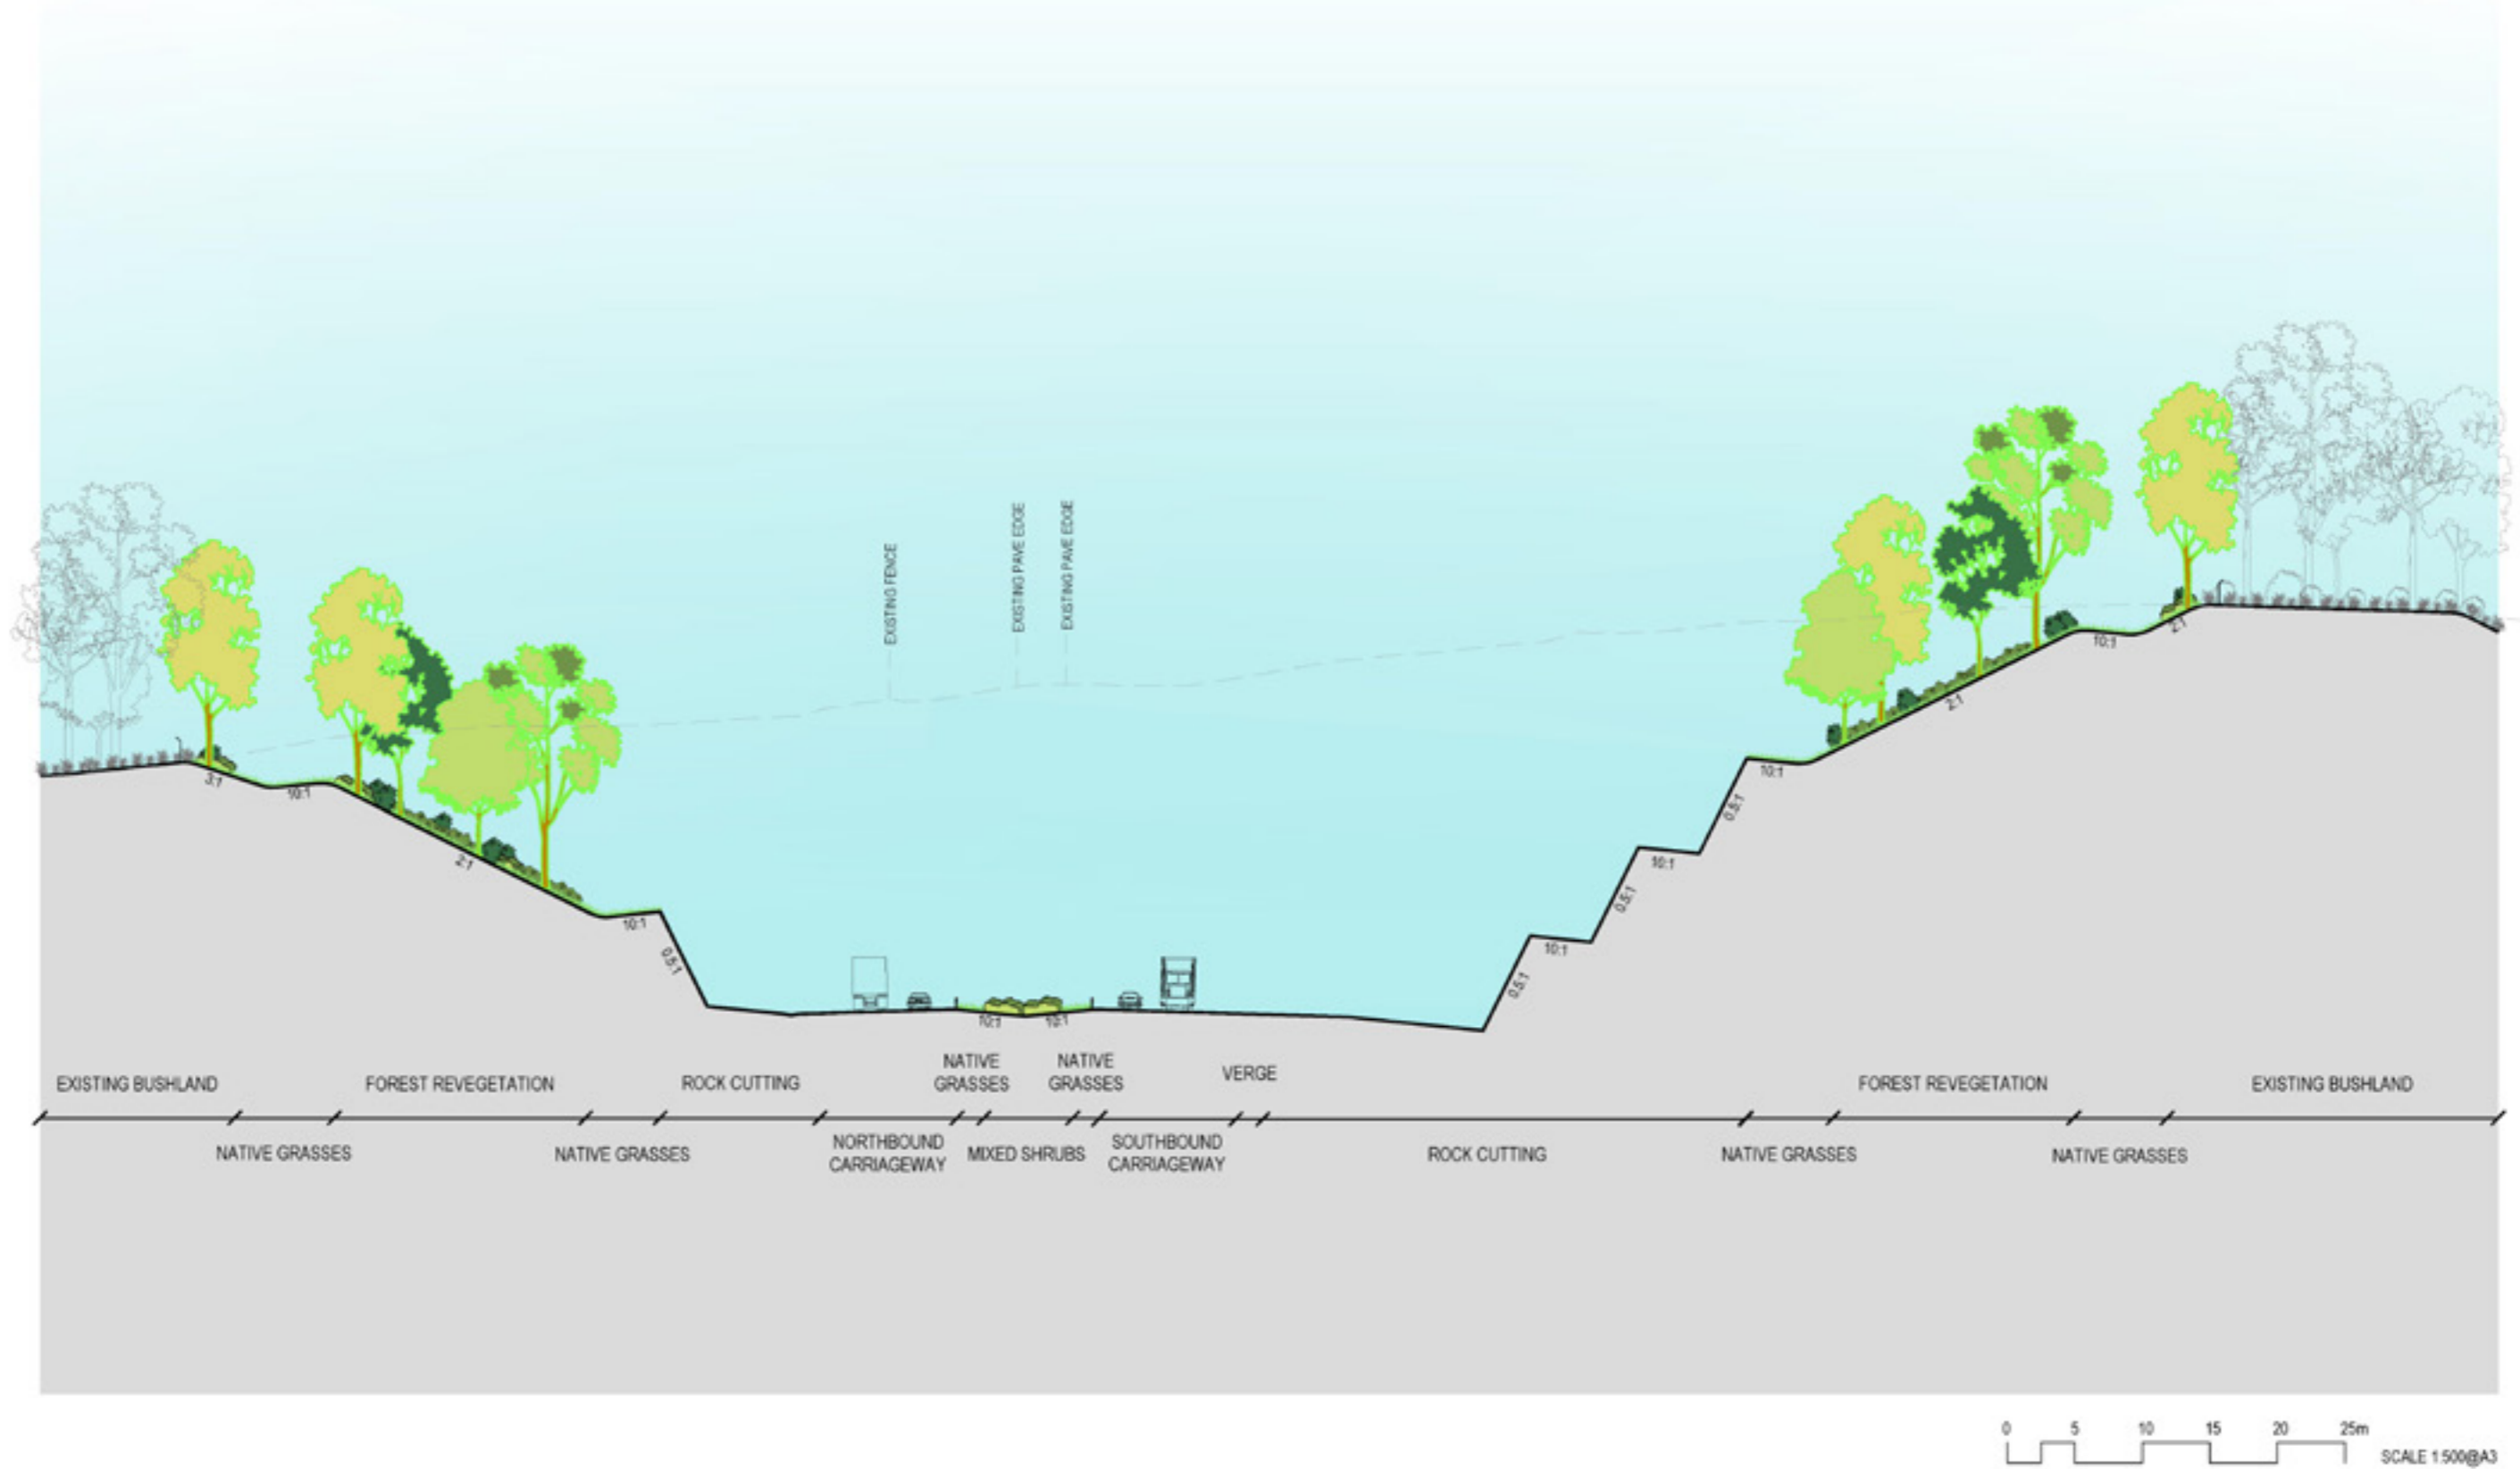 EXISTING FENCE
EXISTING PAVE EDGE
EXISTING PAVE EDGE
3:1
10:1
2:1
10:1
0.5:1
10:1
10:1
0.5:1
10:1
0.5:1
10:1
0.5:1
10:1
2:1
10:1
2:1
EXISTING BUSHLAND
FOREST REVEGETATION
ROCK CUTTING
NATIVE
GRASSES
NATIVE
GRASSES
VERGE
FOREST REVEGETATION
EXISTING BUSHLAND
NATIVE GRASSES
NATIVE GRASSES
NORTHBOUND
CARRIAGEWAY
MIXED SHRUBS
SOUTHBOUND
CARRIAGEWAY
ROCK CUTTING
NATIVE GRASSES
NATIVE GRASSES
0 5 10 15 20 25m
SCALE 1:500@A3